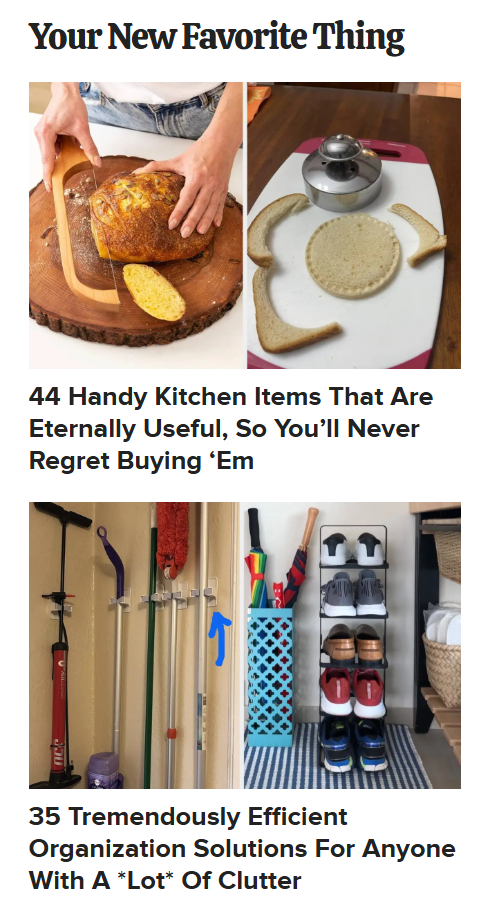 Your New Favorite Thing
44 Handy Kitchen Items That Are
Eternally Useful, So You’ll Never
Regret Buying ‘Em
35 Tremendously Efficient
Organization Solutions For Anyone
With A *Lot* Of Clutter